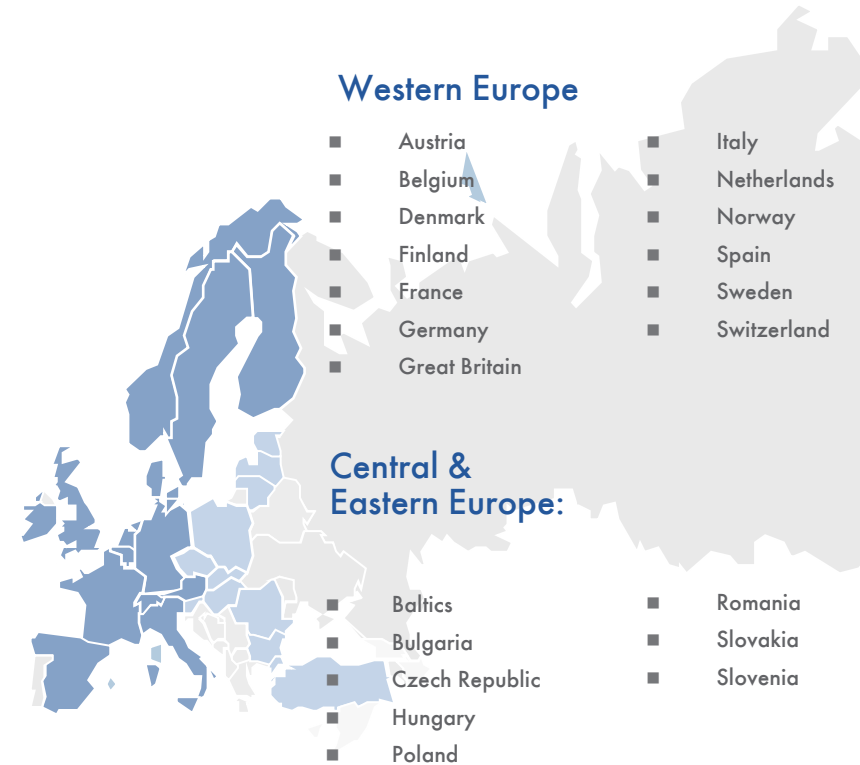 Western Europe
Austria
Belgium
Denmark
Finland
France
Germany
Great Britain
Italy
Netherlands
Norway
Spain
Sweden
Switzerland
Central &
Eastern Europe:
Baltics
Bulgaria
Czech Republic
Hungary
Poland
Romania
Slovakia
Slovenia